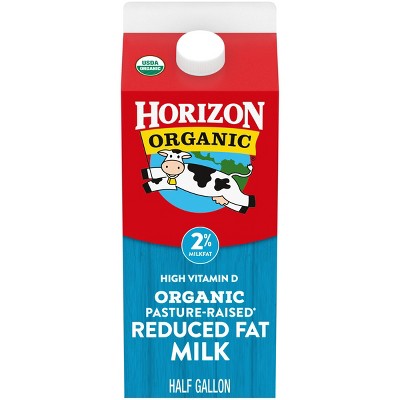 USDA
ORGANIC
HORIZON
ORGANIC
2%
MILKFAT
HIGH VITAMIN D
ORGANIC
PASTURE-RAISED*
REDUCED FAT
MILK
HALF GALLON